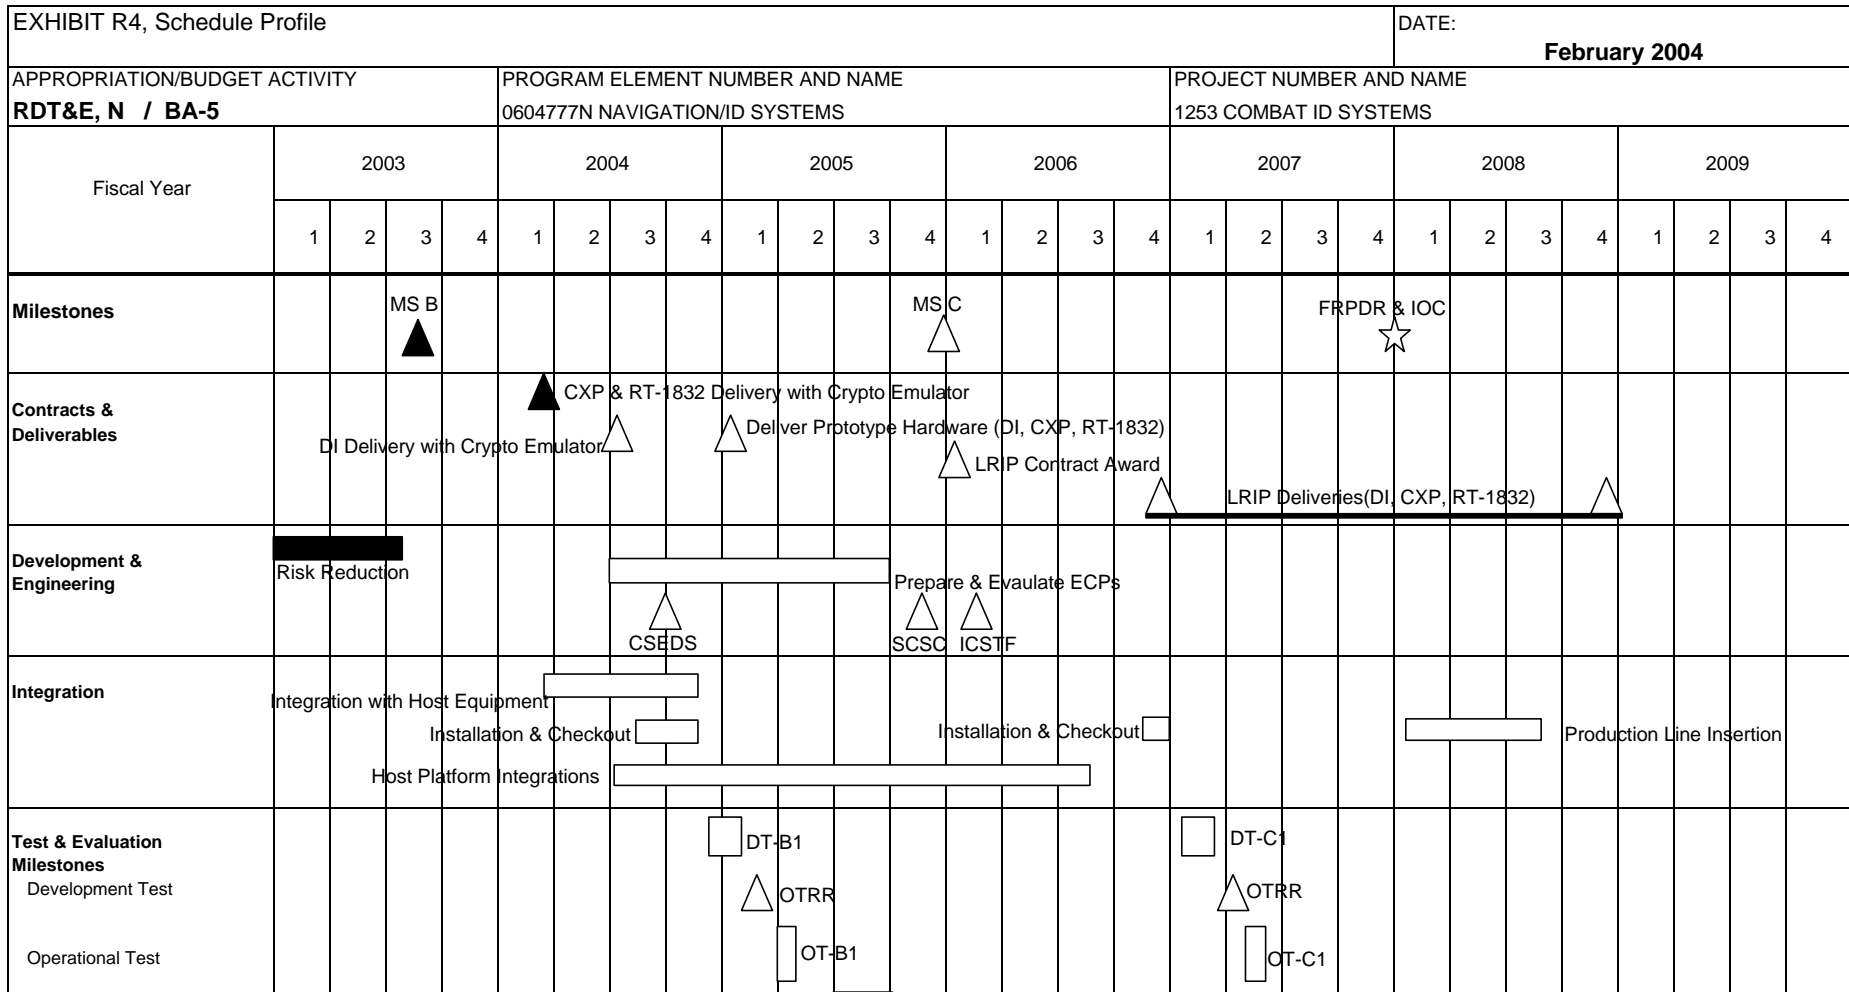 EXHIBIT R4, Schedule Profile
DATE:
February 2004
APPROPRIATION/BUDGET ACTIVITY
PROGRAM ELEMENT NUMBER AND NAME
PROJECT NUMBER AND NAME
RDT&E, N / BA-5
0604777N NAVIGATION/ID SYSTEMS
1253 COMBAT ID SYSTEMS
Fiscal Year
2003 2004 2005 2006 2007 2008 2009
1 2 3 4 1 2 3 4 1 2 3 4 1 2 3 4 1 2 3 4 1 2 3 4 1 2 3 4
Milestones
MS B
MS C
FRPDR & IOC
Contracts &
Deliverables
CXP & RT-1832 Delivery with Crypto Emulator
DI Delivery with Crypto Emulator
Deliver Prototype Hardware (DI, CXP, RT-1832)
LRIP Contract Award
LRIP Deliveries(DI, CXP, RT-1832)
Development &
Engineering
Risk Reduction
Prepare & Evaulate ECPs
CSEDS
SCSC
ICSTF
Integration
Integration with Host Equipment
Installation & Checkout
Installation & Checkout
Production Line Insertion
Host Platform Integrations
Test & Evaluation
Milestones
DT-B1
DT-C1
Development Test
OTRR
OTRR
Operational Test
OT-B1
OT-C1